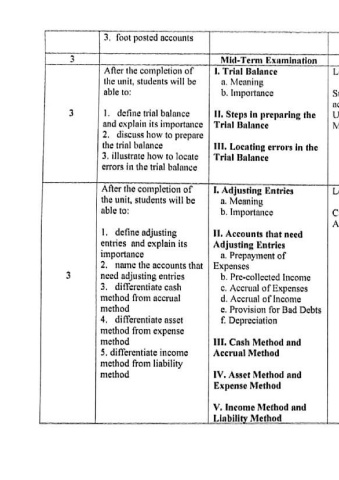 3. foot posted accounts
3
Mid-Term Examination
3
After the completion of
the unit, students will be
able to:
1. define trial balance
and explain its importance
2. discuss how to prepare
the trial balance
3. illustrate how to locate
errors in the trial balance
I. Trial Balance
a. Meaning
b. Importance
II. Steps in preparing the
Trial Balance
III. Locating errors in the
Trial Balance
3
After the completion of
the unit, students will be
able to:
1. define adjusting
entries and explain its
importance
2. name the accounts that
need adjusting entries
3. differentiate cash
method from accrual
method
4. differentiate asset
method from expense
method
5. differentiate income
method from liability
method
I. Adjusting Entries
a. Meaning
b. Importance
II. Accounts that need
Adjusting Entries
a. Prepayment of
Expenses
b. Pre-collected Income
c. Accrual of Expenses
d. Accrual of Income
e. Provision for Bad Debts
f. Depreciation
III. Cash Method and
Accrual Method
IV. Asset Method and
Expense Method
V. Income Method and
Liability Method